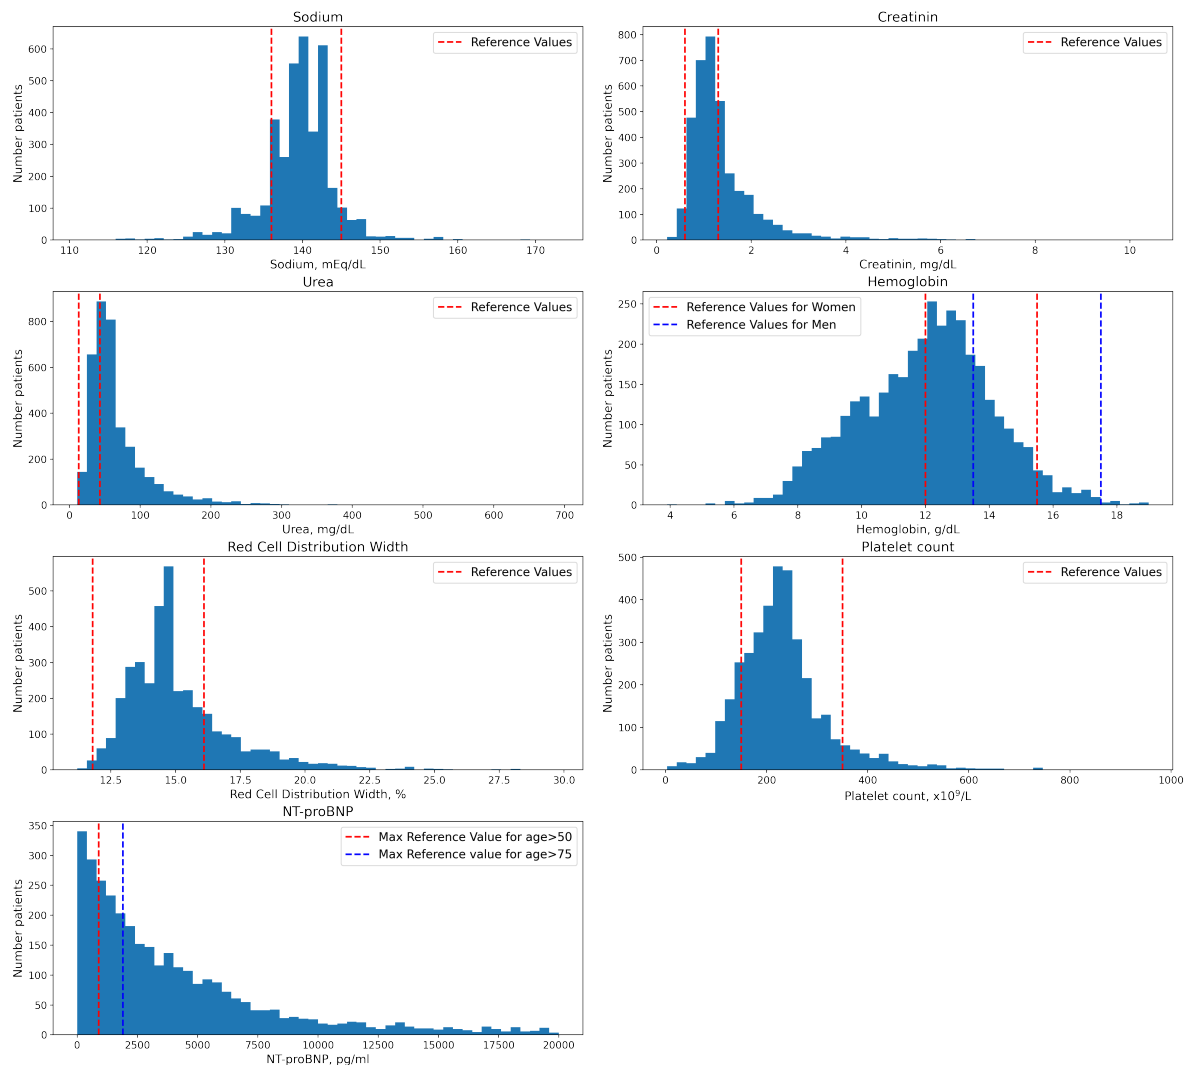 Sodium
Number patients
600
500
400
300
200
100
0
Reference Values
110 120 130 140 150 160 170
Sodium, mEq/dL
Creatinin
Number patients
800
700
600
500
400
300
200
100
0
Reference Values
0 2 4 6 8 10
Creatinin, mg/dL
Urea
Number patients
800
600
400
200
0
Reference Values
0 100 200 300 400 500 600 700
Urea, mg/dL
Hemoglobin
Number patients
250
200
150
100
50
0
Reference Values for Women
Reference Values for Men
4 6 8 10 12 14 16 18
Hemoglobin, g/dL
Red Cell Distribution Width
Number patients
500
400
300
200
100
0
Reference Values
12.5 15.0 17.5 20.0 22.5 25.0 27.5 30.0
Red Cell Distribution Width, %
Platelet count
Number patients
500
400
300
200
100
0
Reference Values
0 200 400 600 800 1000
Platelet count, x10⁹/L
NT-proBNP
Number patients
350
300
250
200
150
100
50
0
Max Reference Value for age>50
Max Reference value for age>75
0 2500 5000 7500 10000 12500 15000 17500 20000
NT-proBNP, pg/ml